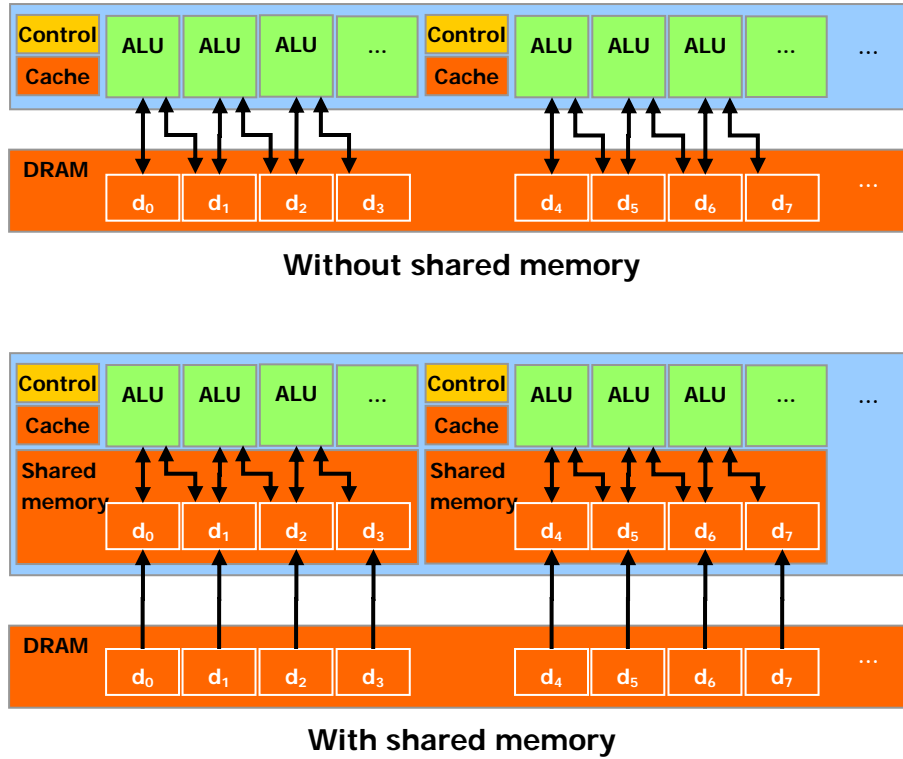 Control ALU ALU ALU ... Control ALU ALU ALU ... ...
Cache Cache
DRAM ...
d₀ d₁ d₂ d₃ d₄ d₅ d₆ d₇
Without shared memory
Control ALU ALU ALU ... Control ALU ALU ALU ... ...
Cache Cache
Shared Shared
memory memory
d₀ d₁ d₂ d₃ d₄ d₅ d₆ d₇
DRAM ...
d₀ d₁ d₂ d₃ d₄ d₅ d₆ d₇
With shared memory